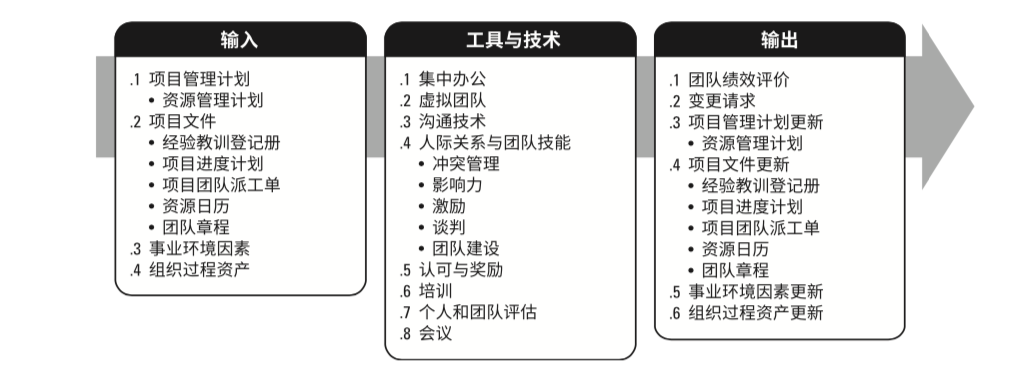 输入
.1 项目管理计划
• 资源管理计划
.2 项目文件
• 经验教训登记册
• 项目进度计划
• 项目团队派工单
• 资源日历
• 团队章程
.3 事业环境因素
.4 组织过程资产
工具与技术
.1 集中办公
.2 虚拟团队
.3 沟通技术
.4 人际关系与团队技能
• 冲突管理
• 影响力
• 激励
• 谈判
• 团队建设
.5 认可与奖励
.6 培训
.7 个人和团队评估
.8 会议
输出
.1 团队绩效评价
.2 变更请求
.3 项目管理计划更新
• 资源管理计划
.4 项目文件更新
• 经验教训登记册
• 项目进度计划
• 项目团队派工单
• 资源日历
• 团队章程
.5 事业环境因素更新
.6 组织过程资产更新